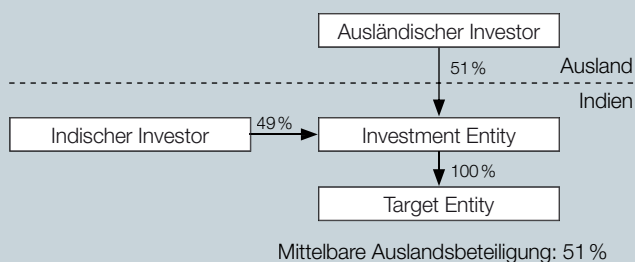 Ausländischer Investor
51 %
Ausland
Indien
Indischer Investor
49 %
Investment Entity
100 %
Target Entity
Mittelbare Auslandsbeteiligung: 51 %